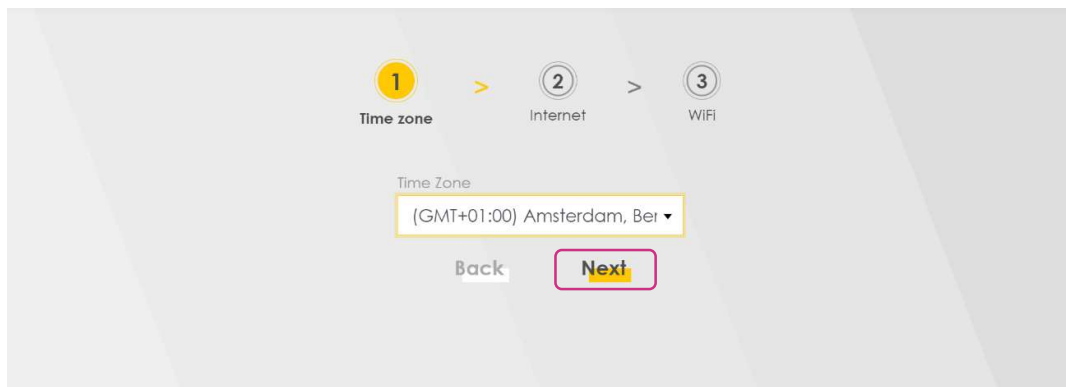 1 > 2 > 3
Time zone Internet WiFi
Time Zone
(GMT+01:00) Amsterdam, Ber
Back Next